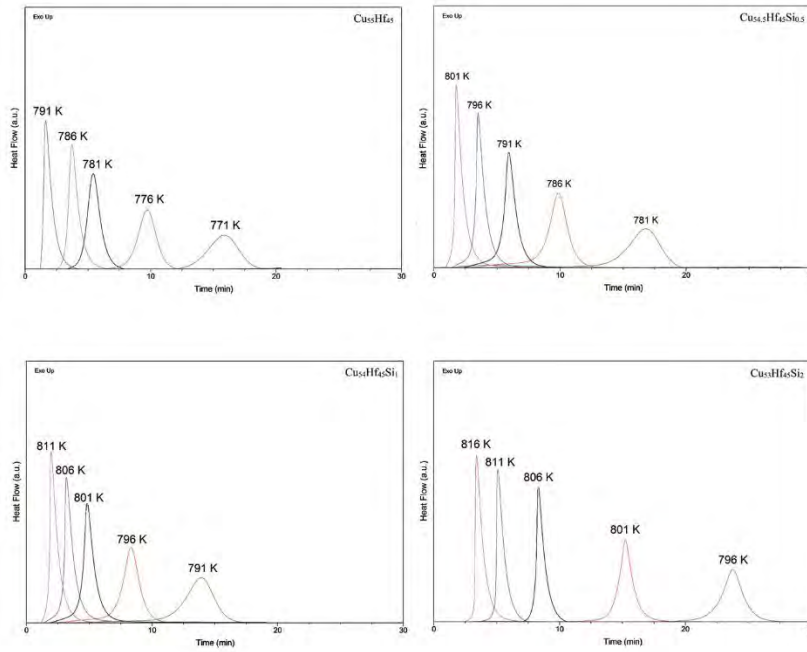 Exo Up
Cu₅₅Hf₄₅
791 K
786 K
781 K
776 K
771 K
Heat Flow (a.u.)
0
10
20
30
Time (min)
Exo Up
Cu₅₄.₅Hf₄₅Si₀.₅
801 K
796 K
791 K
786 K
781 K
Heat Flow (a.u.)
0
10
20
Time (min)
Exo Up
Cu₅₄Hf₄₅Si₁
811 K
806 K
801 K
796 K
791 K
Heat Flow (a.u.)
0
10
20
30
Time (min)
Exo Up
Cu₅₃Hf₄₅Si₂
816 K
811 K
806 K
801 K
796 K
Heat Flow (a.u.)
0
10
20
Time (min)